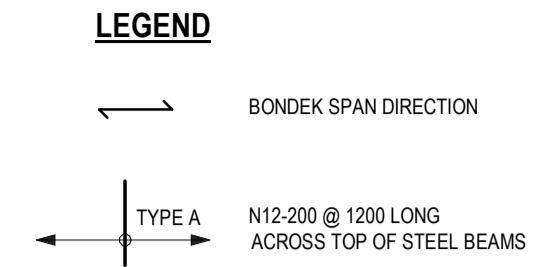 LEGEND
BONDEK SPAN DIRECTION
TYPE A
N12-200 @ 1200 LONG
ACROSS TOP OF STEEL BEAMS